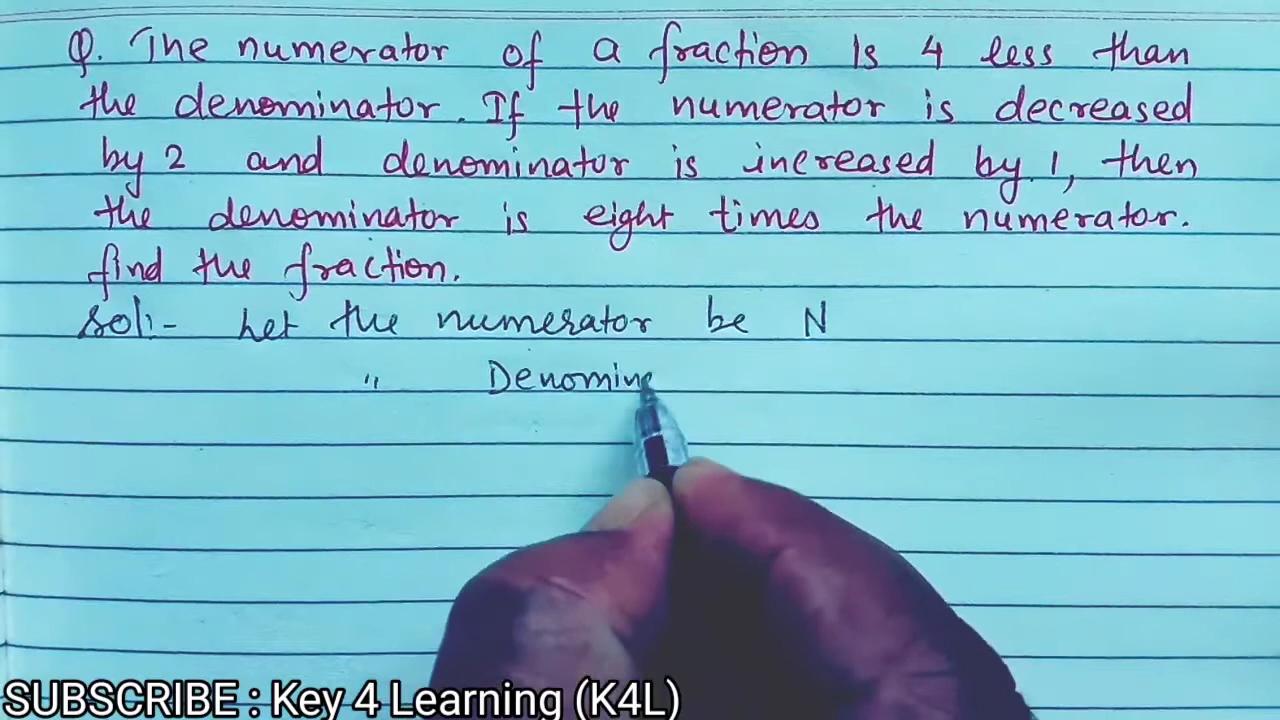 Q. The numerator of a fraction is 4 less than
the denominator. If the numerator is decreased
by 2 and denominator is increased by 1, then
the denominator is eight times the numerator.
find the fraction.
Sol:- Let the numerator be N
" Denomin
SUBSCRIBE : Key 4 Learning (K4L)